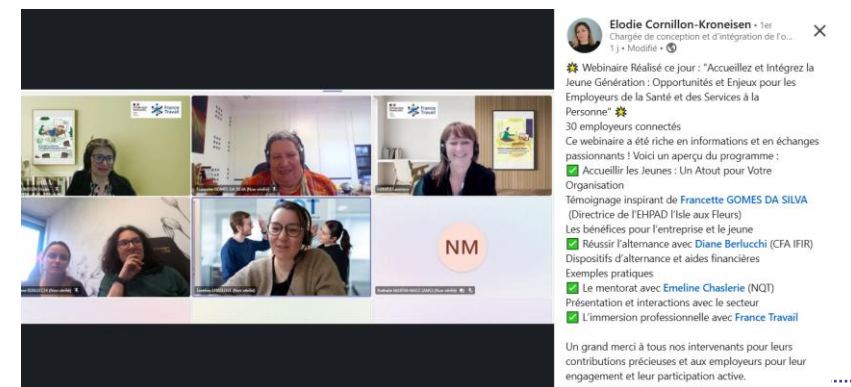 Elodie Cornillon-Kroneisen • 1er
Chargée de conception et d'intégration de l'o...
1 j • Modifié •
Webinaire Réalisé ce jour : "Accueillez et Intégrez la
Jeune Génération : Opportunités et Enjeux pour les
Employeurs de la Santé et des Services à la
Personne"
30 employeurs connectés
Ce webinaire a été riche en informations et en échanges
passionnants ! Voici un aperçu du programme :
✅ Accueillir les Jeunes : Un Atout pour Votre
Organisation
Témoignage inspirant de Francette GOMES DA SILVA
(Directrice de l'EHPAD l'Isle aux Fleurs)
Les bénéfices pour l'entreprise et le jeune
✅ Réussir l'alternance avec Diane Berlucchi (CFA IFIR)
Dispositifs d'alternance et aides financières
Exemples pratiques
✅ Le mentorat avec Emeline Chaslerie (NQT)
Présentation et interactions avec le secteur
✅ L'immersion professionnelle avec France Travail
Un grand merci à tous nos intervenants pour leurs
contributions précieuses et aux employeurs pour leur
engagement et leur participation active.
France
Travail
France
Travail
Francette GOMES DA SILVA (Non vérifié)
NM